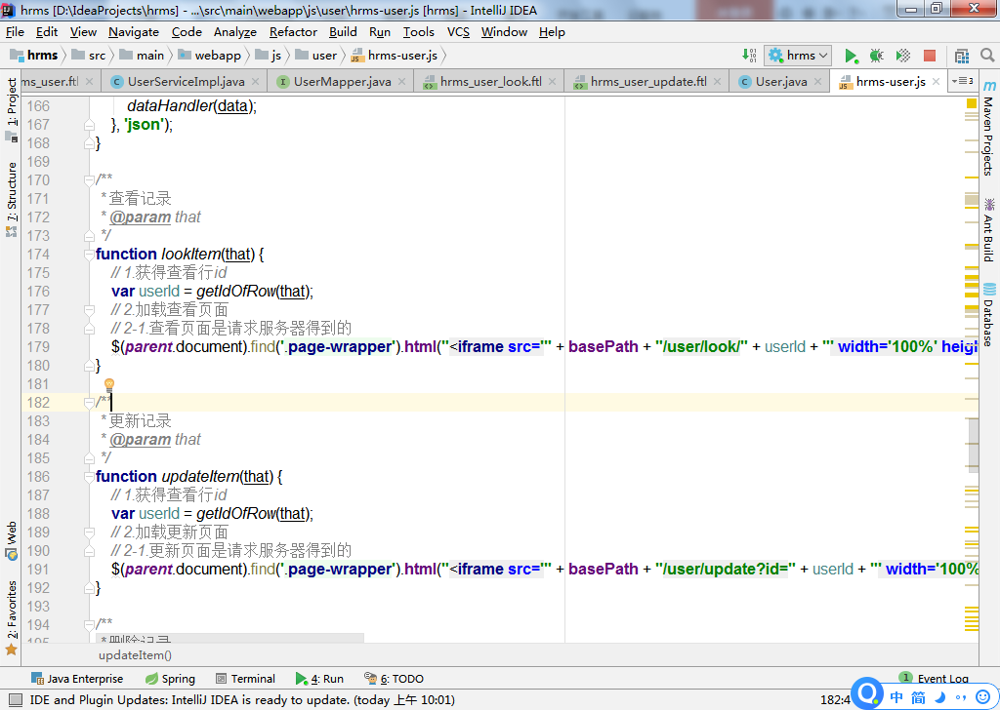 hrms [D:\IdeaProjects\hrms] - ...\src\main\webapp\js\user\hrms-user.js [hrms] - IntelliJ IDEA
File Edit View Navigate Code Analyze Refactor Build Run Tools VCS Window Help
hrms src main webapp js user hrms-user.js hrms
ms_user.ftl UserServiceImpl.java UserMapper.java hrms_user_look.ftl hrms_user_update.ftl User.java hrms-user.js 3
1: Project
7: Structure
Web
2: Favorites
166 dataHandler(data);
167 }, 'json');
168 }
169
170 /**
171 * 查看记录
172 * @param that
173 */
174 function lookItem(that) {
175 // 1.获得查看行id
176 var userId = getIdOfRow(that);
177 // 2.加载查看页面
178 // 2-1.查看页面是请求服务器得到的
179 $(parent.document).find('.page-wrapper').html("<iframe src='" + basePath + "/user/look/" + userId + "' width='100%' heig
180 }
181
182 /**
183 * 更新记录
184 * @param that
185 */
186 function updateItem(that) {
187 // 1.获得查看行id
188 var userId = getIdOfRow(that);
189 // 2.加载更新页面
190 // 2-1.更新页面是请求服务器得到的
191 $(parent.document).find('.page-wrapper').html("<iframe src='" + basePath + "/user/update?id=" + userId + "' width='100%
192 }
193
194 /**
195 * 删除记录
Maven Projects
Ant Build
Database
updateItem()
Java Enterprise Spring Terminal 4: Run 6: TODO 1 Event Log
IDE and Plugin Updates: IntelliJ IDEA is ready to update. (today 上午 10:01) 182:4 中 简